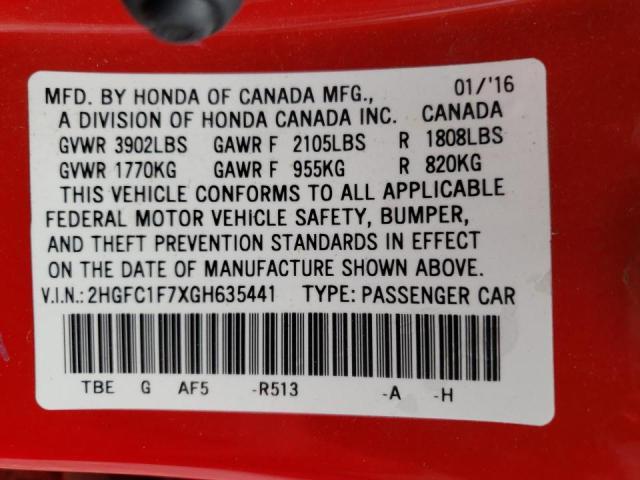 MFD. BY HONDA OF CANADA MFG., 01/'16
A DIVISION OF HONDA CANADA INC. CANADA
GVWR 3902LBS GAWR F 2105LBS R 1808LBS
GVWR 1770KG GAWR F 955KG R 820KG
THIS VEHICLE CONFORMS TO ALL APPLICABLE
FEDERAL MOTOR VEHICLE SAFETY, BUMPER,
AND THEFT PREVENTION STANDARDS IN EFFECT
ON THE DATE OF MANUFACTURE SHOWN ABOVE.
V.I.N.: 2HGFC1F7XGH635441 TYPE: PASSENGER CAR
TBE G AF5 -R513 -A -H